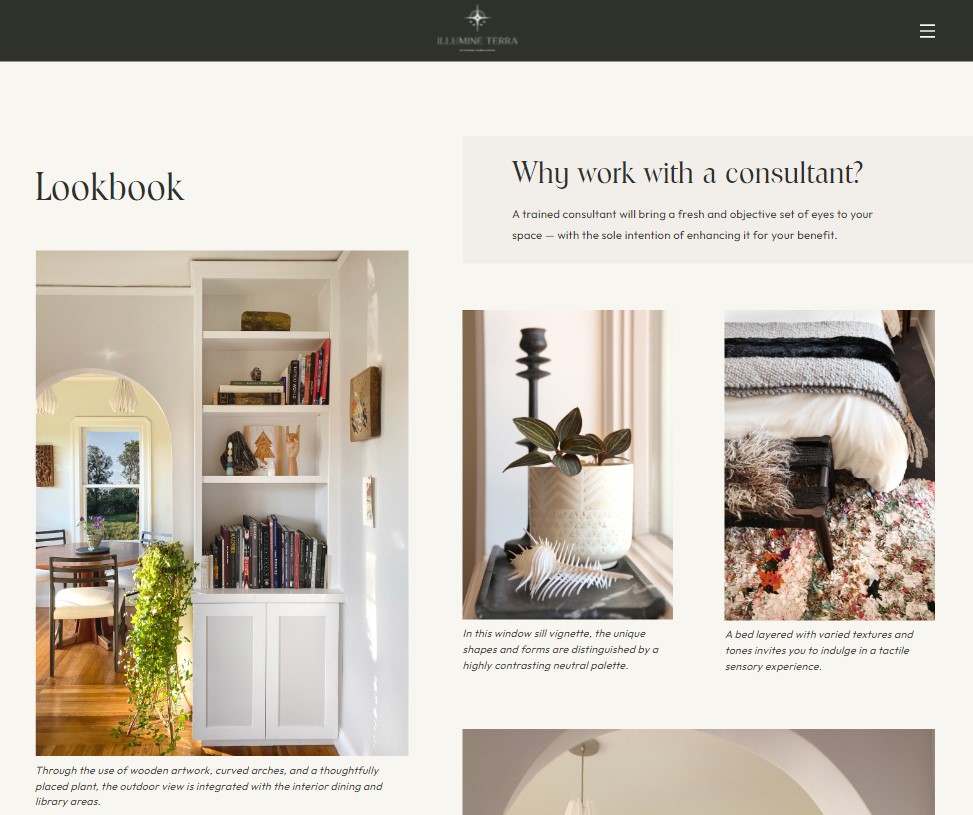 ILLUMINE TERRA
Lookbook
Through the use of wooden artwork, curved arches, and a thoughtfully
placed plant, the outdoor view is integrated with the interior dining and
library areas.
Why work with a consultant?
A trained consultant will bring a fresh and objective set of eyes to your
space — with the sole intention of enhancing it for your benefit.
In this window sill vignette, the unique
shapes and forms are distinguished by a
highly contrasting neutral palette.
A bed layered with varied textures and
tones invites you to indulge in a tactile
sensory experience.